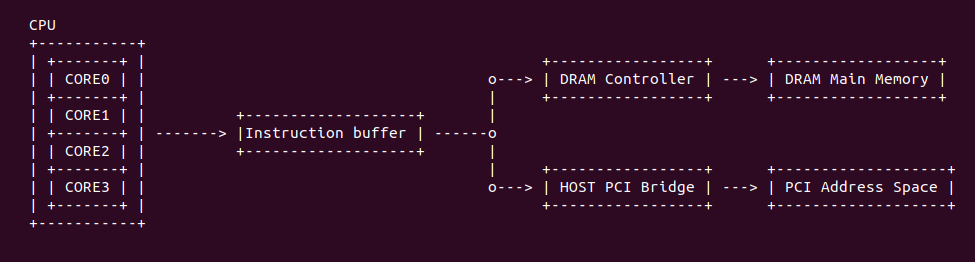 CPU
+-----------+
| +-------+ |                                            +-----------------+      +------------------+
| | CORE0 | |                                      o---> | DRAM Controller | ---> | DRAM Main Memory |
| +-------+ |                                      |     +-----------------+      +------------------+
| | CORE1 | |          +-------------------+       |
| +-------+ | -------> |Instruction buffer | ------o
| | CORE2 | |          +-------------------+       |
| +-------+ |                                      |     +-----------------+      +-------------------+
| | CORE3 | |                                      o---> | HOST PCI Bridge | ---> | PCI Address Space |
| +-------+ |                                            +-----------------+      +-------------------+
+-----------+